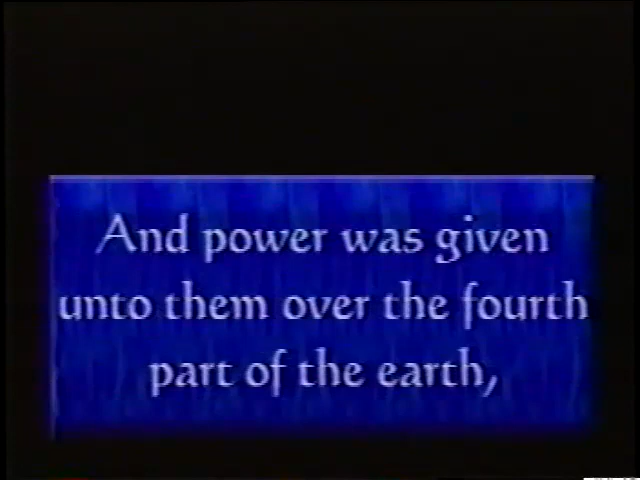 And power was given
unto them over the fourth
part of the earth,